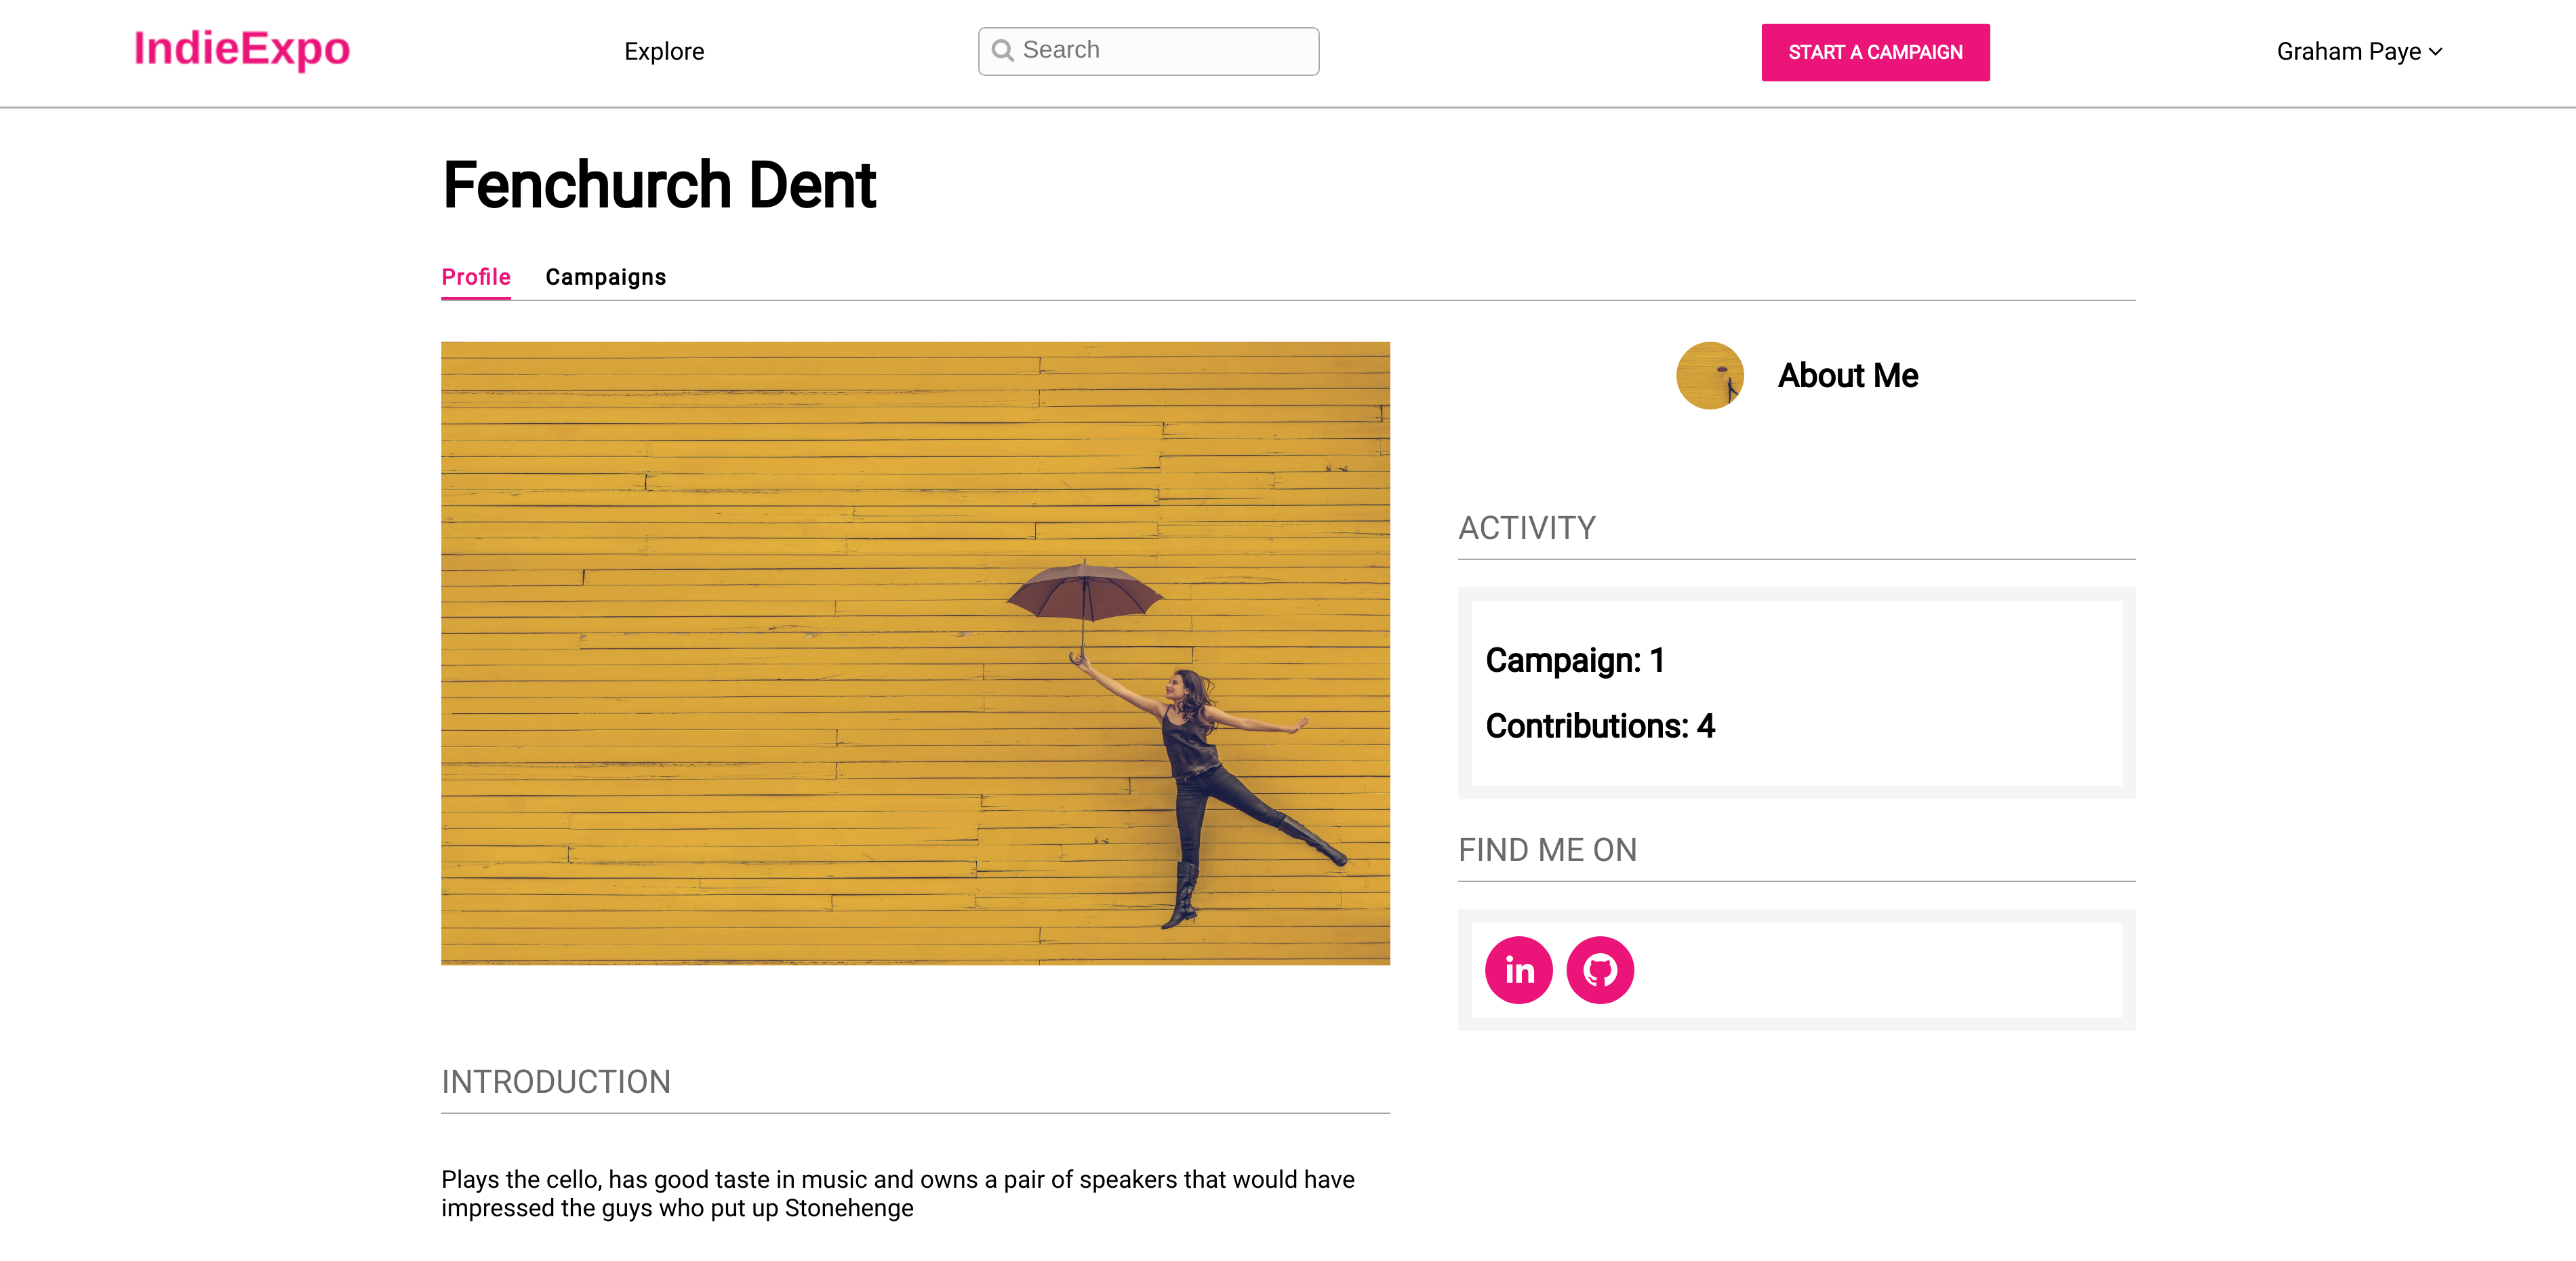 IndieExpo
Explore
Search
START A CAMPAIGN
Graham Paye
Fenchurch Dent
Profile
Campaigns
About Me
ACTIVITY
Campaign: 1
Contributions: 4
FIND ME ON
in
INTRODUCTION
Plays the cello, has good taste in music and owns a pair of speakers that would have
impressed the guys who put up Stonehenge